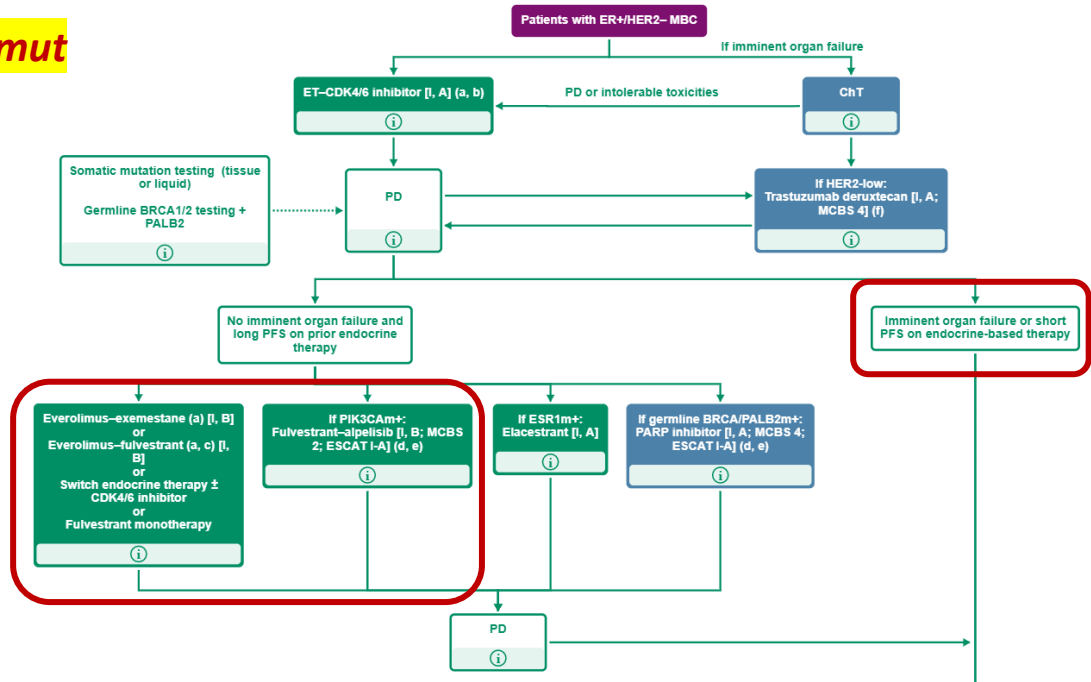 mut
Patients with ER+/HER2– MBC
If imminent organ failure
ET–CDK4/6 inhibitor [I, A] (a, b)
i
PD or intolerable toxicities
ChT
i
Somatic mutation testing (tissue
or liquid)
Germline BRCA1/2 testing +
PALB2
i
PD
i
If HER2-low:
Trastuzumab deruxtecan [I, A;
MCBS 4] (f)
i
No imminent organ failure and
long PFS on prior endocrine
therapy
Imminent organ failure or short
PFS on endocrine-based therapy
Everolimus–exemestane (a) [I, B]
or
Everolimus–fulvestrant (a, c) [I,
B]
or
Switch endocrine therapy ±
CDK4/6 inhibitor
or
Fulvestrant monotherapy
i
If PIK3CAm+:
Fulvestrant–alpelisib [I, B; MCBS
2; ESCAT I-A] (d, e)
i
If ESR1m+:
Elacestrant [I, A]
i
If germline BRCA/PALB2m+:
PARP inhibitor [I, A; MCBS 4;
ESCAT I-A] (d, e)
i
PD
i